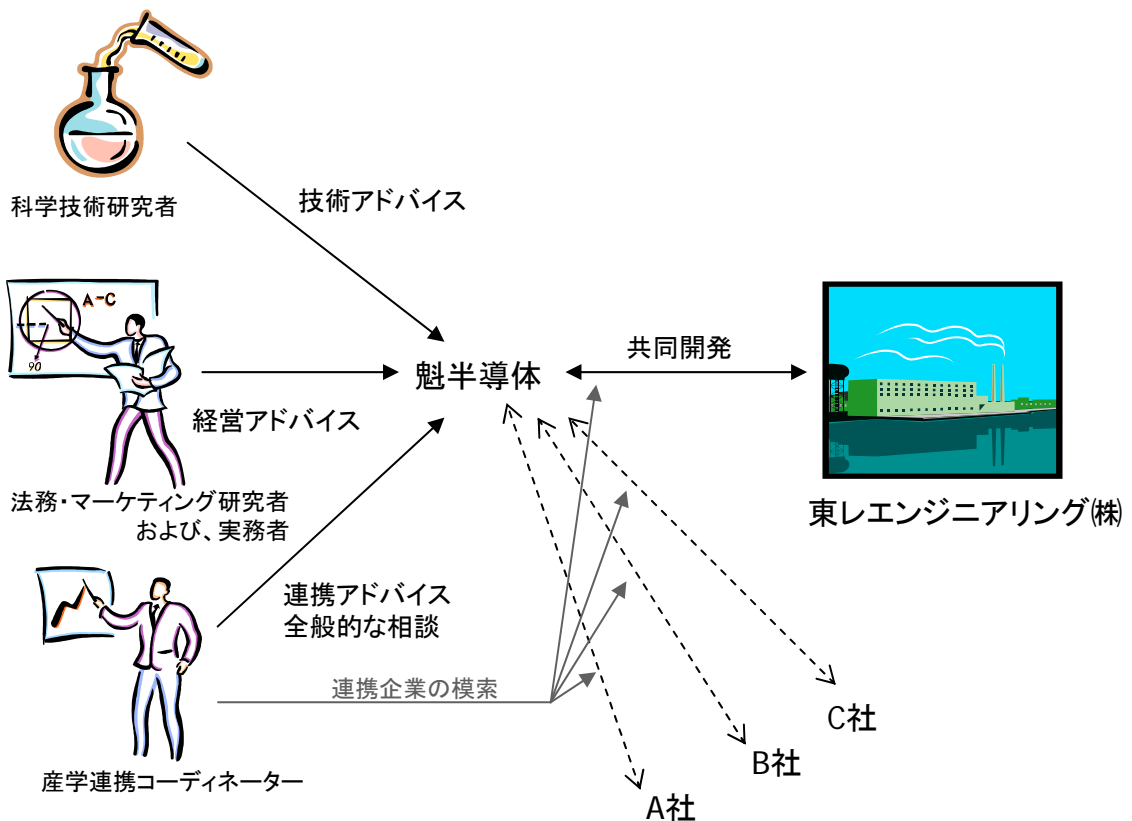 科学技術研究者
技術アドバイス
A-C
90
法務・マーケティング研究者
および、実務者
経営アドバイス
魁半導体
共同開発
東レエンジニアリング㈱
連携アドバイス
全般的な相談
連携企業の模索
産学連携コーディネーター
A社
B社
C社